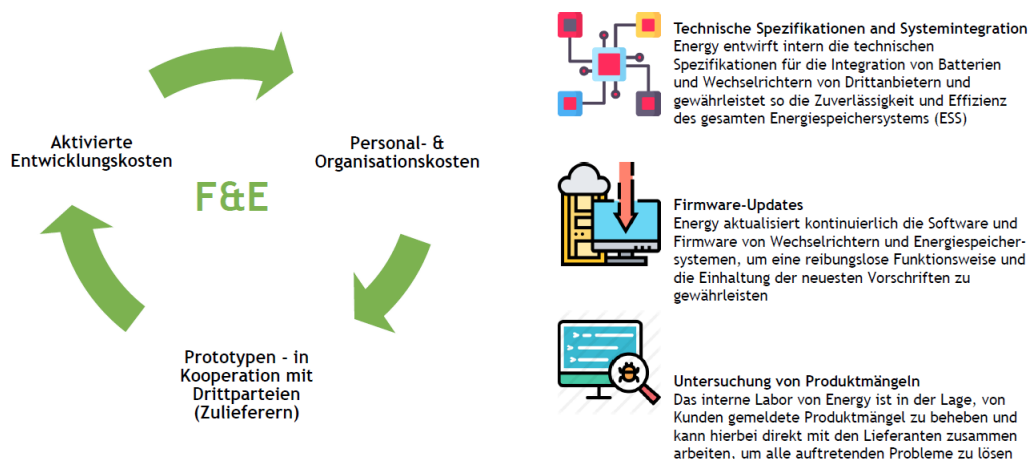 Aktivierte
Entwicklungskosten
Personal- &
Organisationskosten
F&E
Prototypen - in
Kooperation mit
Drittparteien
(Zulieferern)
Technische Spezifikationen and Systemintegration
Energy entwirft intern die technischen
Spezifikationen für die Integration von Batterien
und Wechselrichtern von Drittanbietern und
gewährleistet so die Zuverlässigkeit und Effizienz
des gesamten Energiespeichersystems (ESS)
Firmware-Updates
Energy aktualisiert kontinuierlich die Software und
Firmware von Wechselrichtern und Energiespeicher-
systemen, um eine reibungslose Funktionsweise und
die Einhaltung der neuesten Vorschriften zu
gewährleisten
Untersuchung von Produktmängeln
Das interne Labor von Energy ist in der Lage, von
Kunden gemeldete Produktmängel zu beheben und
kann hierbei direkt mit den Lieferanten zusammen
arbeiten, um alle auftretenden Probleme zu lösen